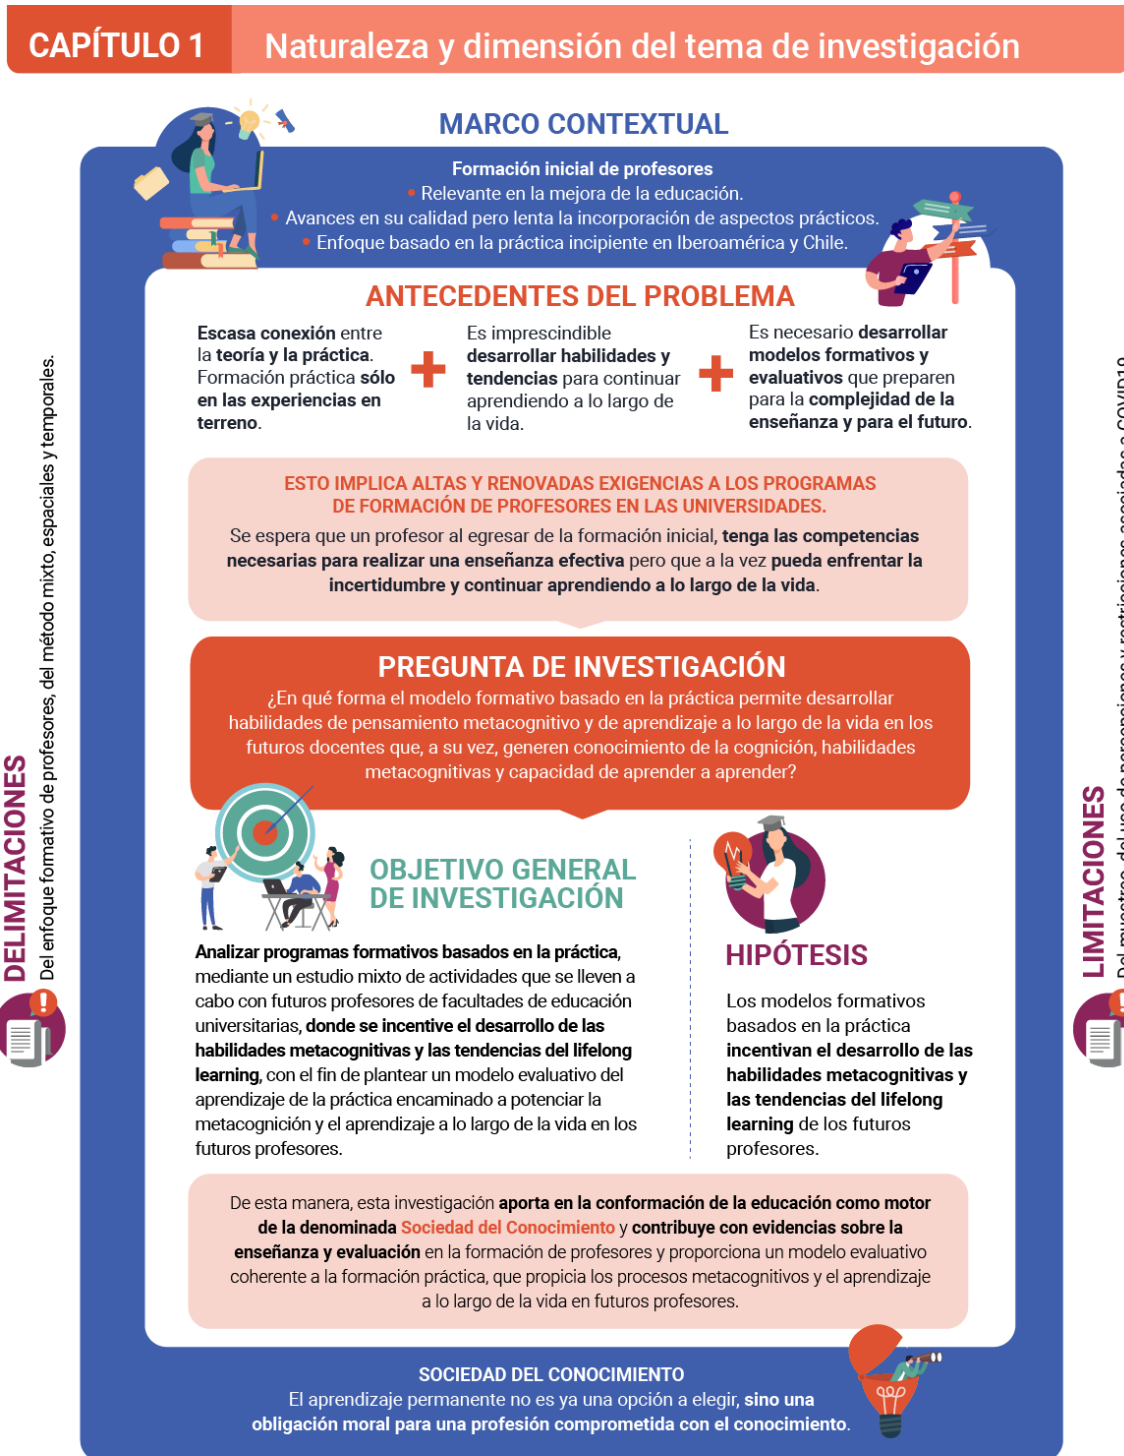 CAPÍTULO 1
Naturaleza y dimensión del tema de investigación
MARCO CONTEXTUAL
Formación inicial de profesores
• Relevante en la mejora de la educación.
• Avances en su calidad pero lenta la incorporación de aspectos prácticos.
• Enfoque basado en la práctica incipiente en Iberoamérica y Chile.
ANTECEDENTES DEL PROBLEMA
Escasa conexión entre
la teoría y la práctica.
Formación práctica sólo
en las experiencias en
terreno.
+
Es imprescindible
desarrollar habilidades y
tendencias para continuar
aprendiendo a lo largo de
la vida.
+
Es necesario desarrollar
modelos formativos y
evaluativos que preparen
para la complejidad de la
enseñanza y para el futuro.
ESTO IMPLICA ALTAS Y RENOVADAS EXIGENCIAS A LOS PROGRAMAS
DE FORMACIÓN DE PROFESORES EN LAS UNIVERSIDADES.
Se espera que un profesor al egresar de la formación inicial, tenga las competencias
necesarias para realizar una enseñanza efectiva pero que a la vez pueda enfrentar la
incertidumbre y continuar aprendiendo a lo largo de la vida.
PREGUNTA DE INVESTIGACIÓN
¿En qué forma el modelo formativo basado en la práctica permite desarrollar
habilidades de pensamiento metacognitivo y de aprendizaje a lo largo de la vida en los
futuros docentes que, a su vez, generen conocimiento de la cognición, habilidades
metacognitivas y capacidad de aprender a aprender?
OBJETIVO GENERAL
DE INVESTIGACIÓN
Analizar programas formativos basados en la práctica,
mediante un estudio mixto de actividades que se lleven a
cabo con futuros profesores de facultades de educación
universitarias, donde se incentive el desarrollo de las
habilidades metacognitivas y las tendencias del lifelong
learning, con el fin de plantear un modelo evaluativo del
aprendizaje de la práctica encaminado a potenciar la
metacognición y el aprendizaje a lo largo de la vida en los
futuros profesores.
HIPÓTESIS
Los modelos formativos
basados en la práctica
incentivan el desarrollo de las
habilidades metacognitivas y
las tendencias del lifelong
learning de los futuros
profesores.
De esta manera, esta investigación aporta en la conformación de la educación como motor
de la denominada Sociedad del Conocimiento y contribuye con evidencias sobre la
enseñanza y evaluación en la formación de profesores y proporciona un modelo evaluativo
coherente a la formación práctica, que propicia los procesos metacognitivos y el aprendizaje
a lo largo de la vida en futuros profesores.
SOCIEDAD DEL CONOCIMIENTO
El aprendizaje permanente no es ya una opción a elegir, sino una
obligación moral para una profesión comprometida con el conocimiento.
DELIMITACIONES
Del enfoque formativo de profesores, del método mixto, espaciales y temporales.
LIMITACIONES